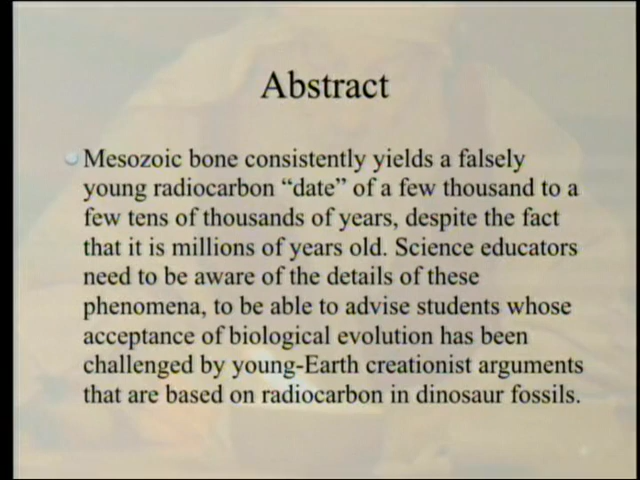 Abstract
Mesozoic bone consistently yields a falsely
young radiocarbon “date” of a few thousand to a
few tens of thousands of years, despite the fact
that it is millions of years old. Science educators
need to be aware of the details of these
phenomena, to be able to advise students whose
acceptance of biological evolution has been
challenged by young-Earth creationist arguments
that are based on radiocarbon in dinosaur fossils.